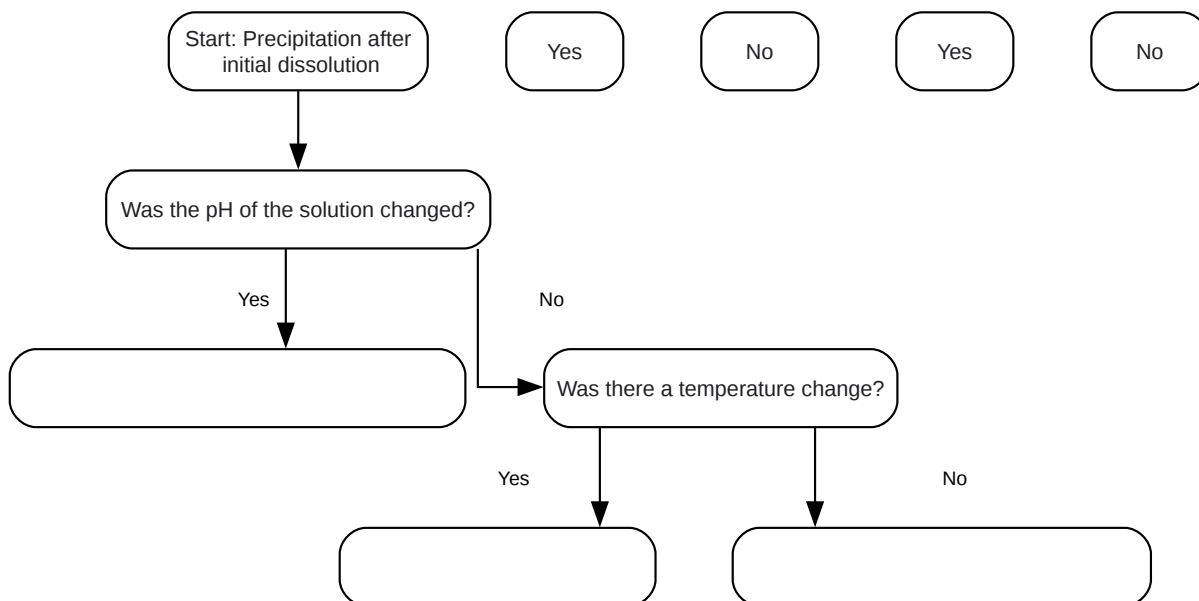 Start: Precipitation after
initial dissolution
Yes
No
Yes
No
Was the pH of the solution changed?
Yes
No
Was there a temperature change?
Yes
No